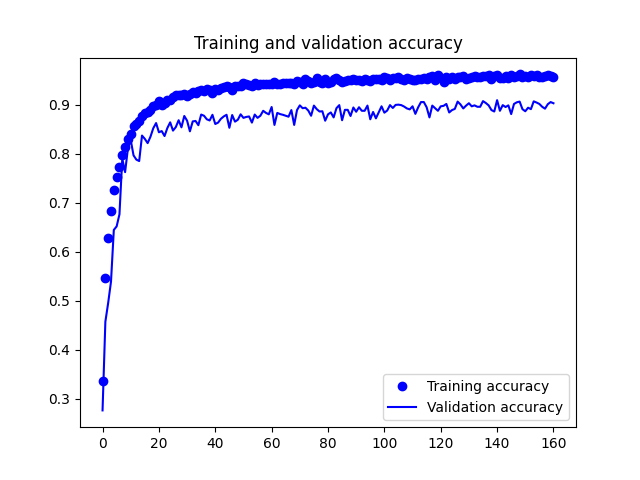 Training and validation accuracy
0.9
0.8
0.7
0.6
0.5
0.4
0.3
Training accuracy
Validation accuracy
0 20 40 60 80 100 120 140 160